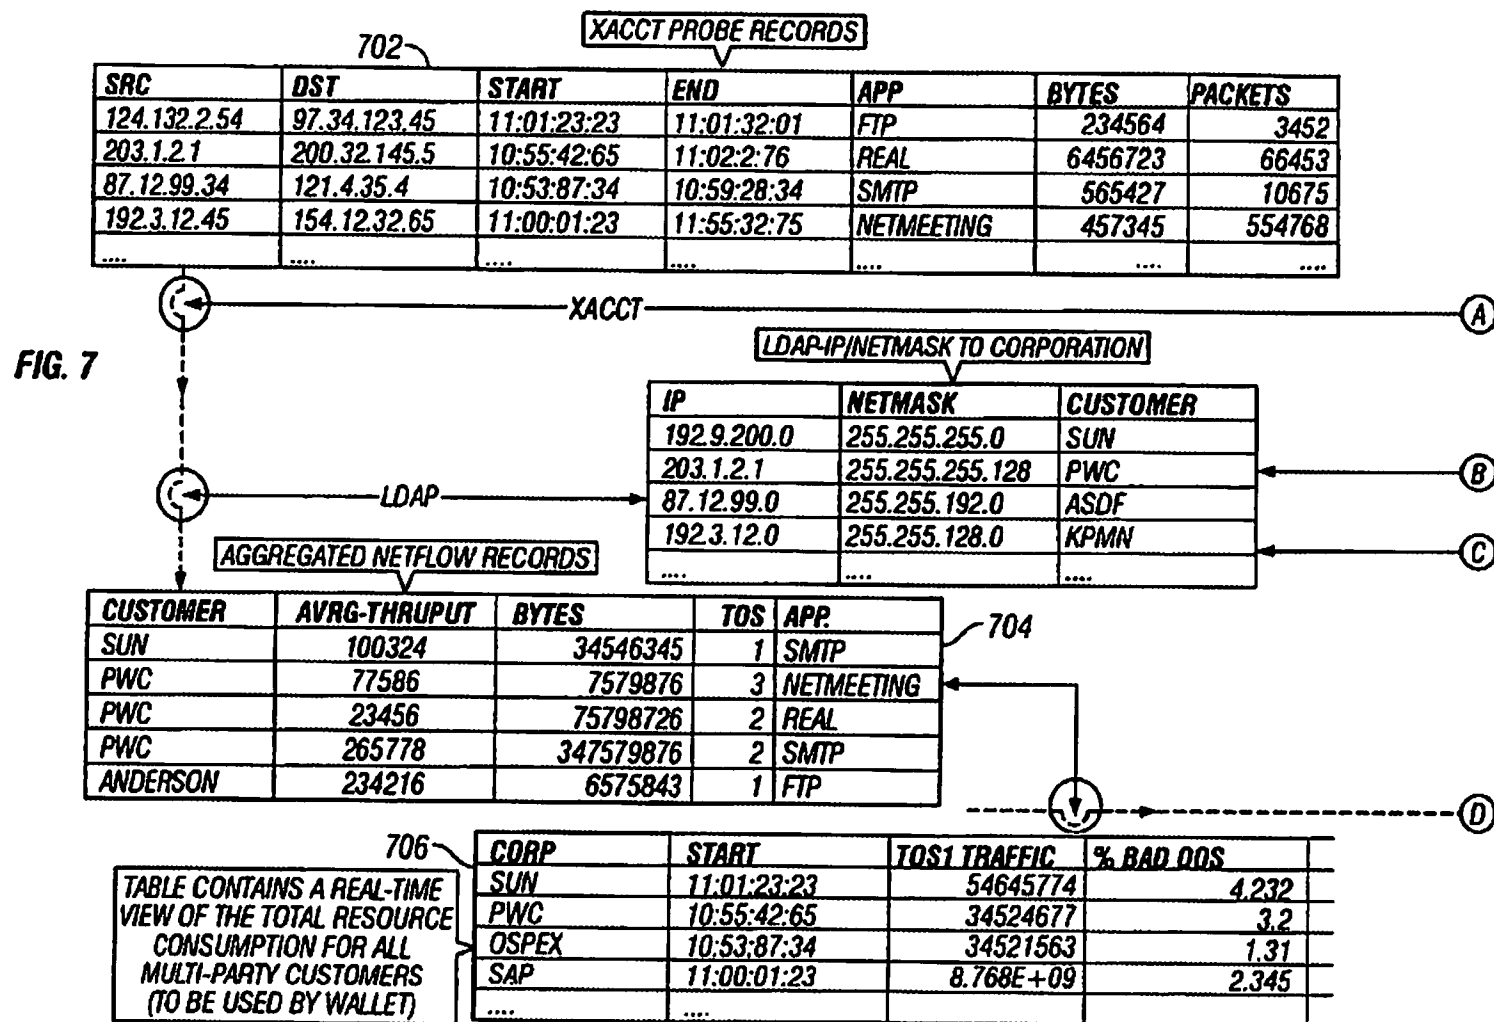 XACCT PROBE RECORDS
702
SRC DST START END APP BYTES PACKETS
124.132.2.54 97.34.123.45 11:01:23:23 11:01:32:01 FTP 234564 3452
203.1.2.1 200.32.145.5 10:55:42:65 11:02:2:76 REAL 6456723 66453
87.12.99.34 121.4.35.4 10:53:87:34 10:59:28:34 SMTP 565427 10675
192.3.12.45 154.12.32.65 11:00:01:23 11:55:32:75 NETMEETING 457345 554768
.... .... .... .... .... .... ....
XACCT
A
FIG. 7
LDAP-IP/NETMASK TO CORPORATION
IP NETMASK CUSTOMER
192.9.200.0 255.255.255.0 SUN
203.1.2.1 255.255.255.128 PWC
87.12.99.0 255.255.192.0 ASDF
192.3.12.0 255.255.128.0 KPMN
.... .... ....
B
LDAP
C
AGGREGATED NETFLOW RECORDS
CUSTOMER AVRG-THRUPUT BYTES TOS APP.
SUN 100324 34546345 1 SMTP
PWC 77586 7579876 3 NETMEETING
PWC 23456 75798726 2 REAL
PWC 265778 347579876 2 SMTP
ANDERSON 234216 6575843 1 FTP
704
D
706
CORP START TOS1 TRAFFIC % BAD QOS
SUN 11:01:23:23 54645774 4.232
PWC 10:55:42:65 34524677 3.2
OSPEX 10:53:87:34 34521563 1.31
SAP 11:00:01:23 8.768E+09 2.345
.... ....
TABLE CONTAINS A REAL-TIME
VIEW OF THE TOTAL RESOURCE
CONSUMPTION FOR ALL
MULTI-PARTY CUSTOMERS
(TO BE USED BY WALLET)